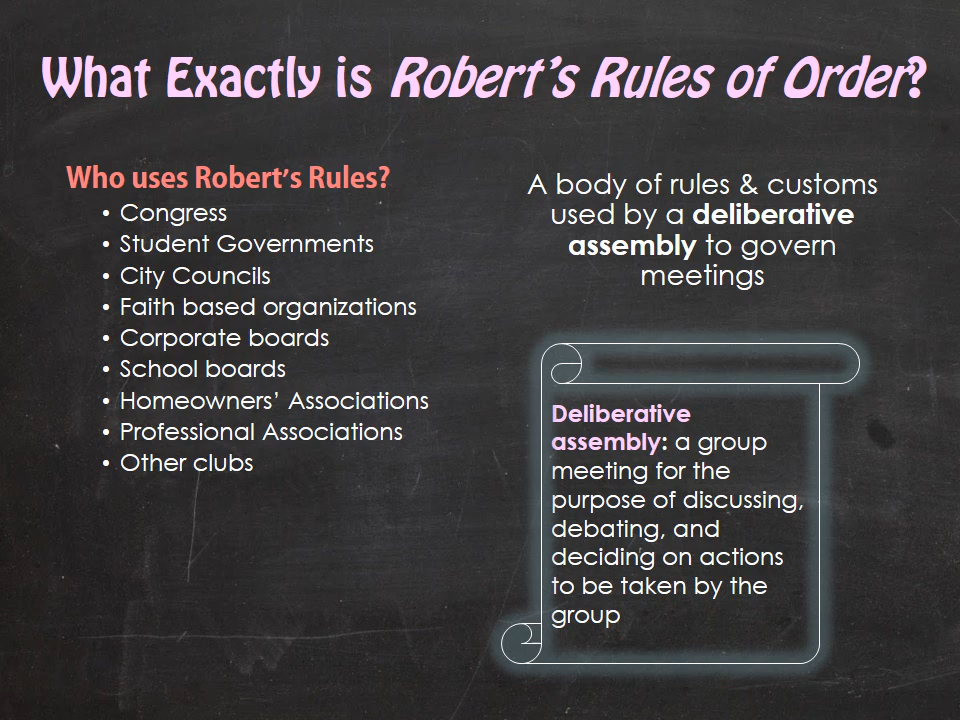 What Exactly is Robert's Rules of Order?
Who uses Robert's Rules?
• Congress
• Student Governments
• City Councils
• Faith based organizations
• Corporate boards
• School boards
• Homeowners' Associations
• Professional Associations
• Other clubs
A body of rules & customs
used by a deliberative
assembly to govern
meetings
Deliberative
assembly: a group
meeting for the
purpose of discussing,
debating, and
deciding on actions
to be taken by the
group